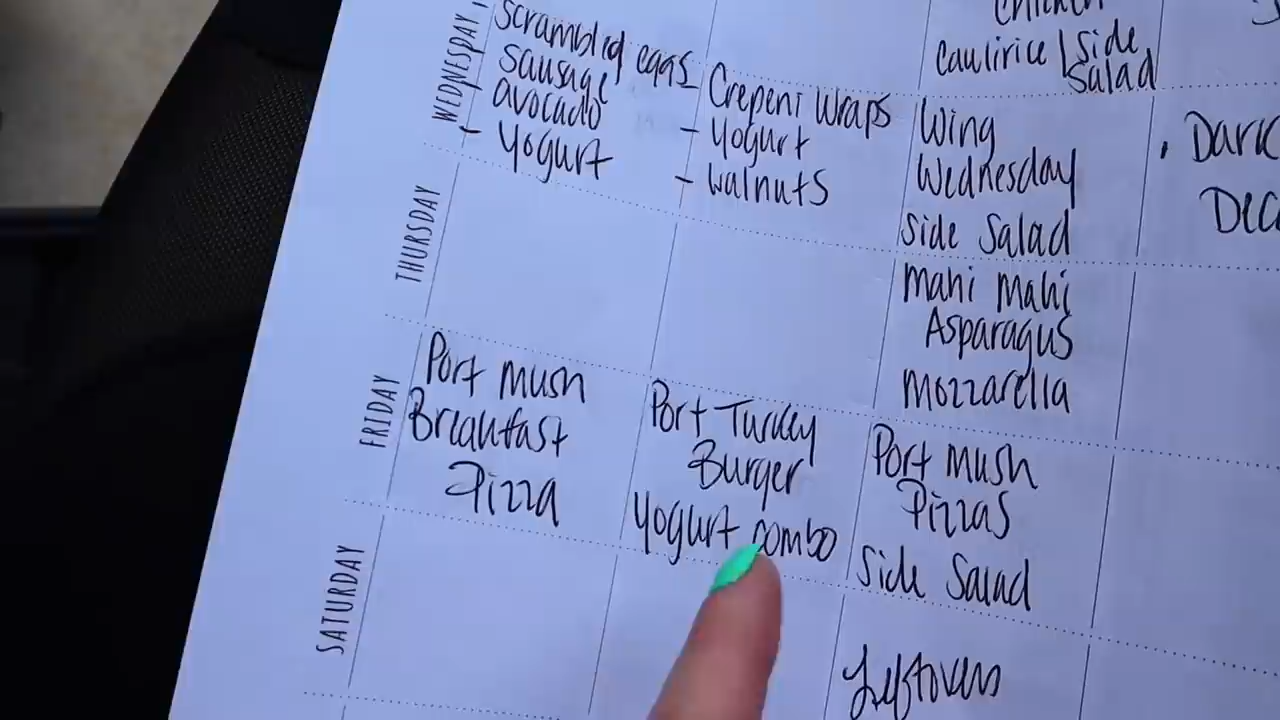 Chicken
Caulirice | Side
Salad
WEDNESDAY
Scrambled eggs
sausage
avocado
- Yogurt
- Crepeni Wraps
- Yogurt
- Walnuts
Wing
Wednesday
Side Salad
. Dark
THURSDAY
Mahi Mahi
Asparagus
Mozzarella
FRIDAY
Port Mush
Breakfast
Pizza
Port Turkey
Burger
Yogurt combo
Port Mush
Pizzas
Side Salad
SATURDAY
Leftovers